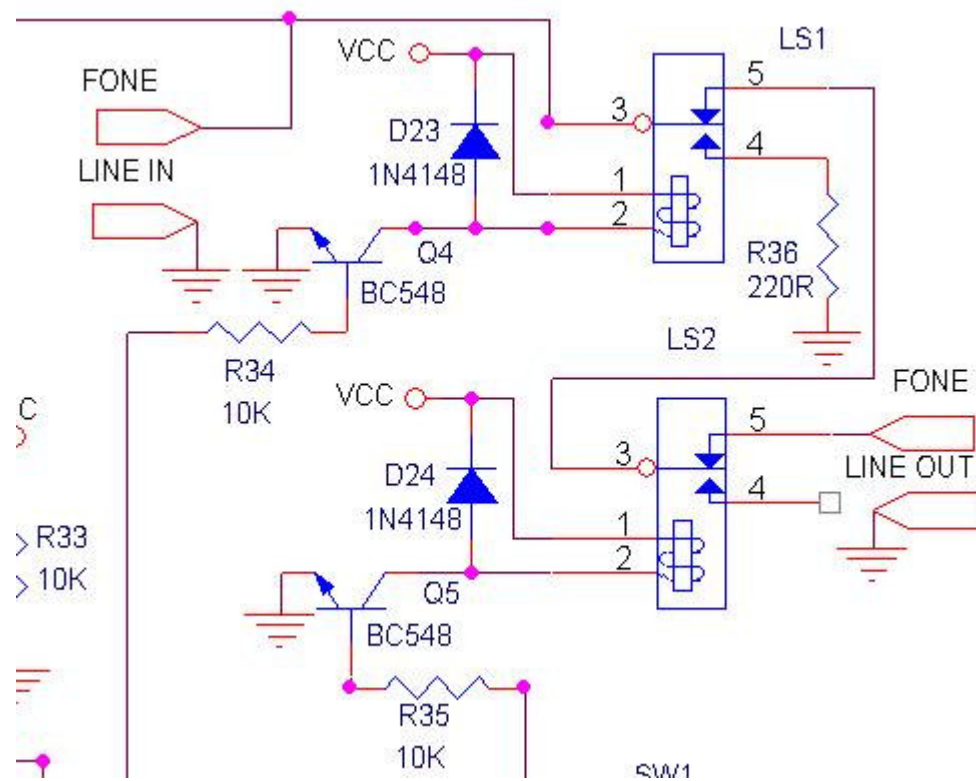 LS1
VCC
5
FONE
3
D23
1N4148
4
LINE IN
1
2
Q4
R36
220R
BC548
LS2
R34
10K
VCC
FONE
C
5
3
D24
1N4148
LINE OUT
4
1
R33
10K
2
Q5
BC548
R35
10K
SW1